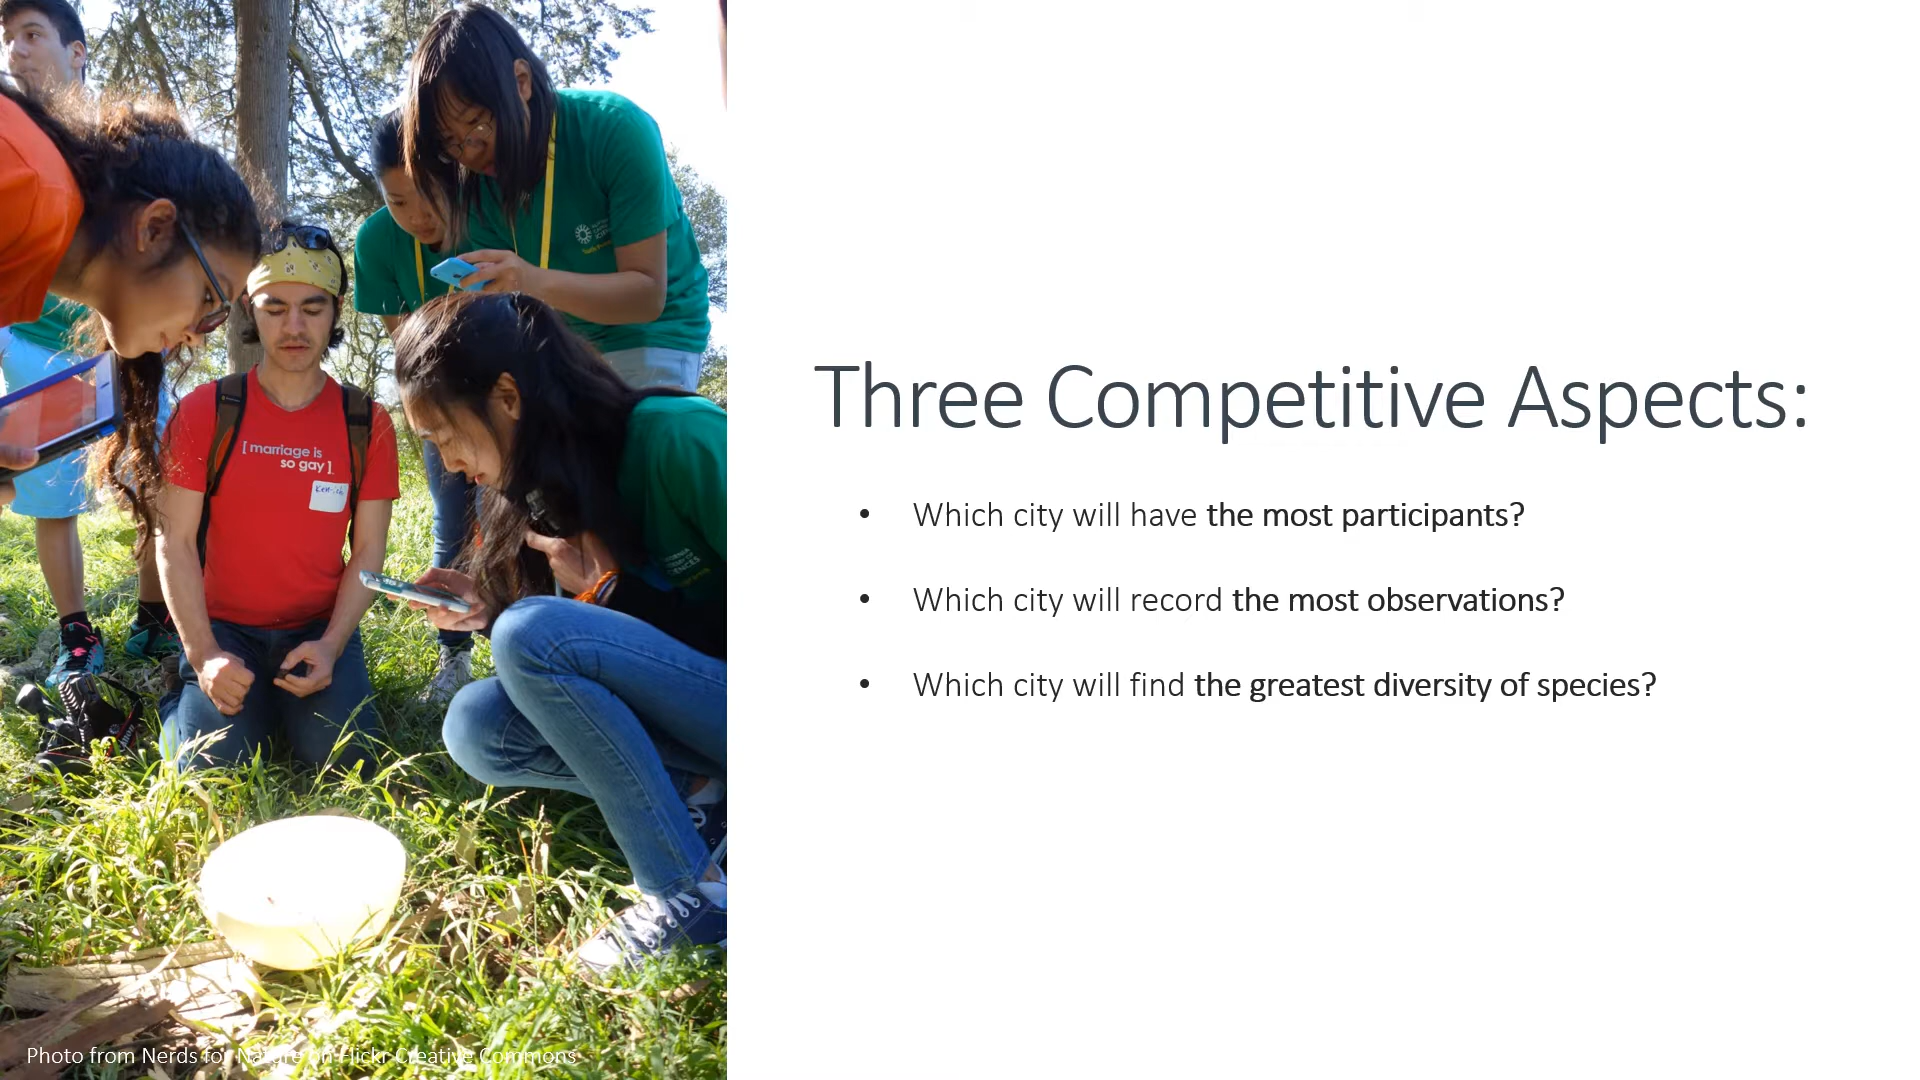 Three Competitive Aspects:
• Which city will have the most participants?
• Which city will record the most observations?
• Which city will find the greatest diversity of species?
[ marriage is
so gay ]
Photo from Nerds for Nature on Flickr Creative Commons